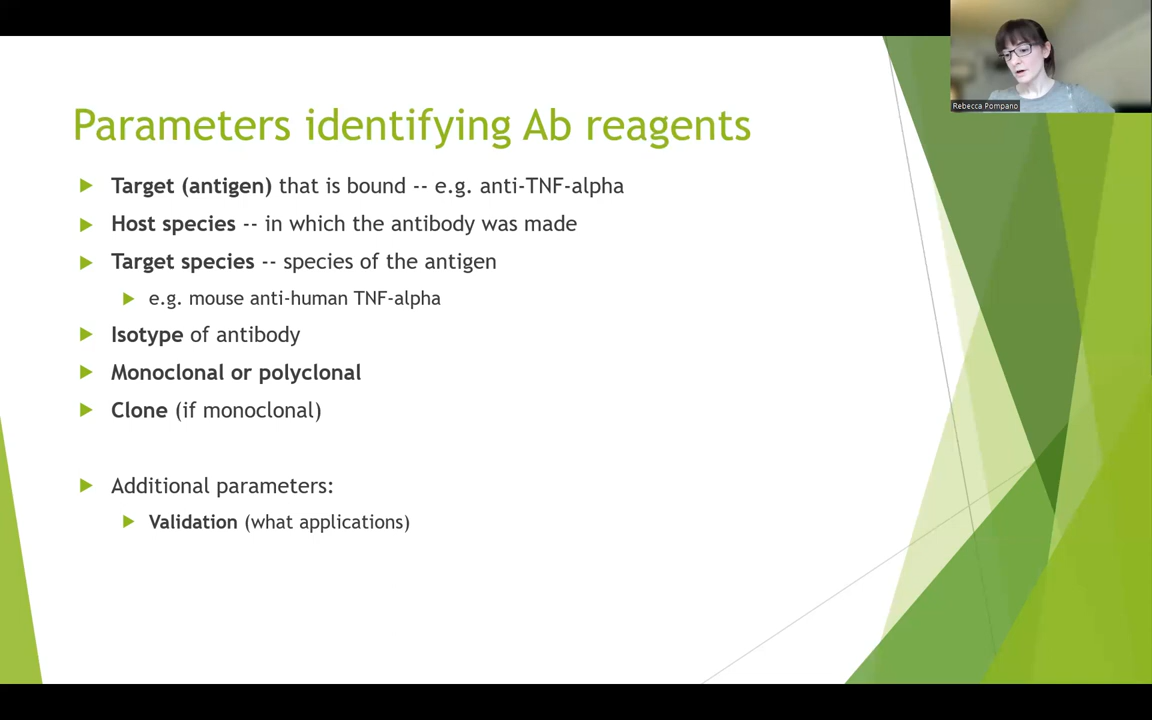 Rebecca Pompano
Parameters identifying Ab reagents
Target (antigen) that is bound -- e.g. anti-TNF-alpha
Host species -- in which the antibody was made
Target species -- species of the antigen
e.g. mouse anti-human TNF-alpha
Isotype of antibody
Monoclonal or polyclonal
Clone (if monoclonal)
Additional parameters:
Validation (what applications)